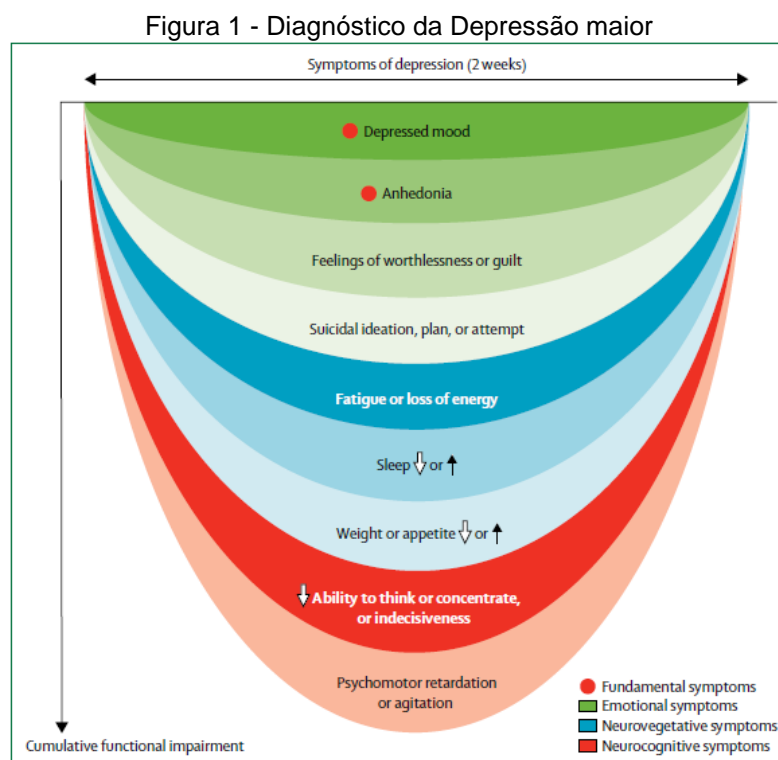 Figura 1 - Diagnóstico da Depressão maior
Symptoms of depression (2 weeks)
Depressed mood
Anhedonia
Feelings of worthlessness or guilt
Suicidal ideation, plan, or attempt
Fatigue or loss of energy
Sleep ⇩ or ↑
Weight or appetite ⇩ or ↑
⇩ Ability to think or concentrate,
or indecisiveness
Psychomotor retardation
or agitation
Cumulative functional impairment
Fundamental symptoms
Emotional symptoms
Neurovegetative symptoms
Neurocognitive symptoms